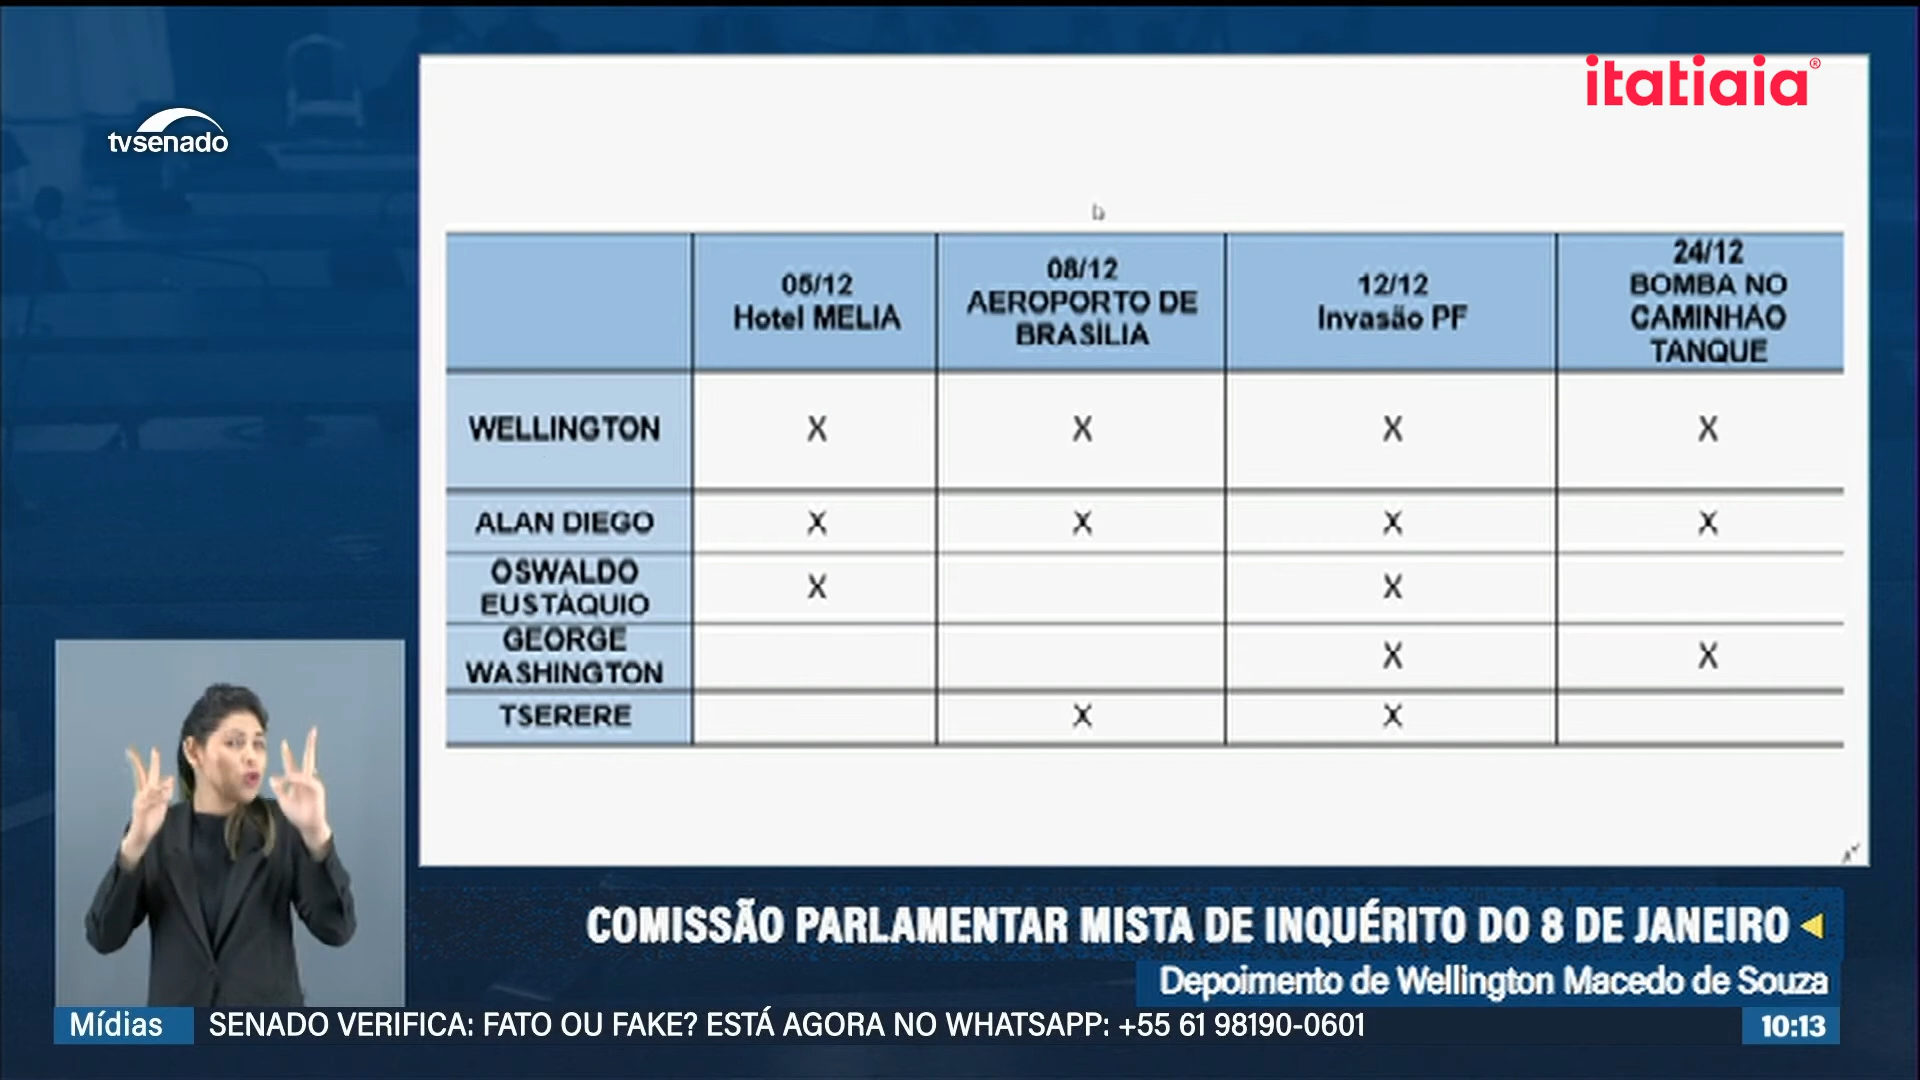 itatiaia®
tvsenado
05/12
Hotel MELIA
08/12
AEROPORTO DE
BRASÍLIA
12/12
Invasão PF
24/12
BOMBA NO
CAMINHÃO
TANQUE
WELLINGTON X X X X
ALAN DIEGO X X X X
OSWALDO
EUSTÁQUIO X X
GEORGE
WASHINGTON X X
TSERERE X X
COMISSÃO PARLAMENTAR MISTA DE INQUÉRITO DO 8 DE JANEIRO
Depoimento de Wellington Macedo de Souza
Mídias SENADO VERIFICA: FATO OU FAKE? ESTÁ AGORA NO WHATSAPP: +55 61 98190-0601 10:13